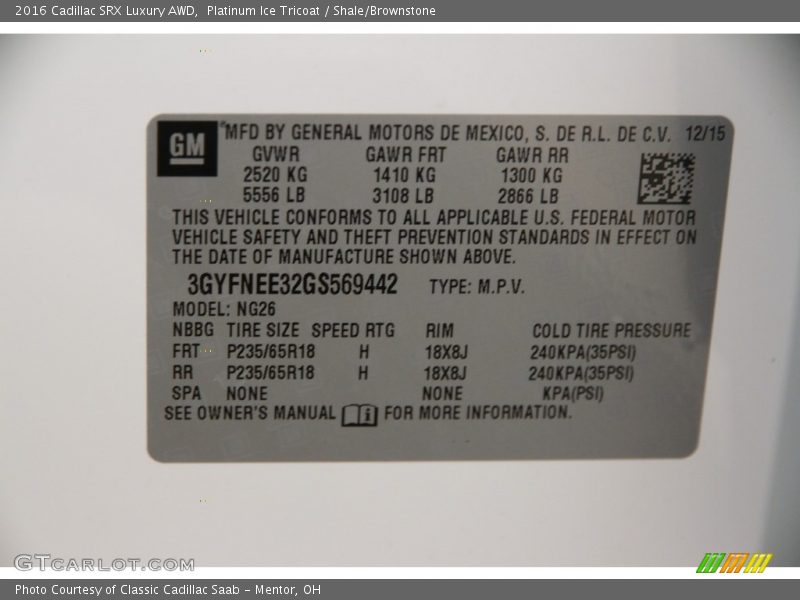 2016 Cadillac SRX Luxury AWD, Platinum Ice Tricoat / Shale/Brownstone
GM
MFD BY GENERAL MOTORS DE MEXICO, S. DE R.L. DE C.V. 12/15
GVWR GAWR FRT GAWR RR
2520 KG 1410 KG 1300 KG
5556 LB 3108 LB 2866 LB
THIS VEHICLE CONFORMS TO ALL APPLICABLE U.S. FEDERAL MOTOR
VEHICLE SAFETY AND THEFT PREVENTION STANDARDS IN EFFECT ON
THE DATE OF MANUFACTURE SHOWN ABOVE.
3GYFNEE32GS569442 TYPE: M.P.V.
MODEL: NG26
NBBG TIRE SIZE SPEED RTG RIM COLD TIRE PRESSURE
FRT P235/65R18 H 18X8J 240KPA(35PSI)
RR P235/65R18 H 18X8J 240KPA(35PSI)
SPA NONE NONE KPA(PSI)
SEE OWNER'S MANUAL FOR MORE INFORMATION.
GTCARLOT.COM
Photo Courtesy of Classic Cadillac Saab - Mentor, OH